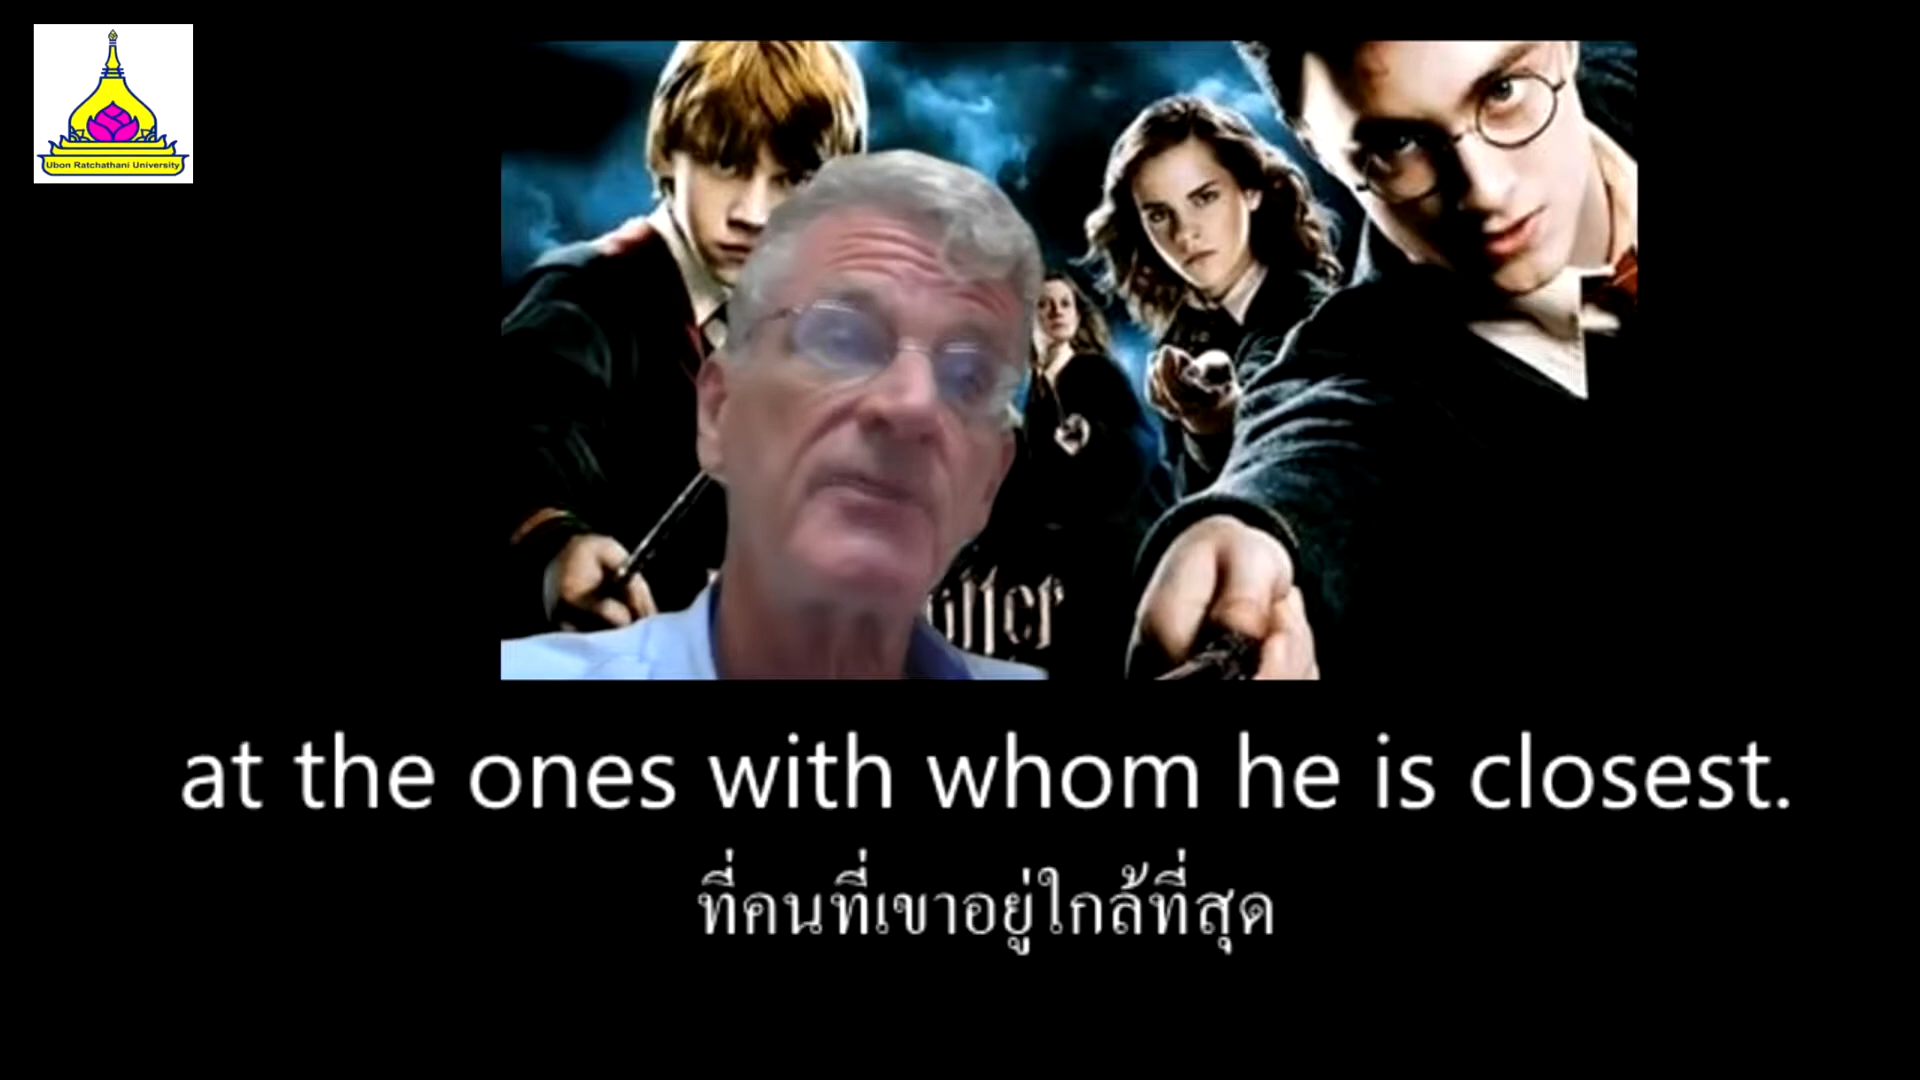 Ubon Ratchathani University
at the ones with whom he is closest.
ที่คนที่เขาอยู่ใกล้ที่สุด